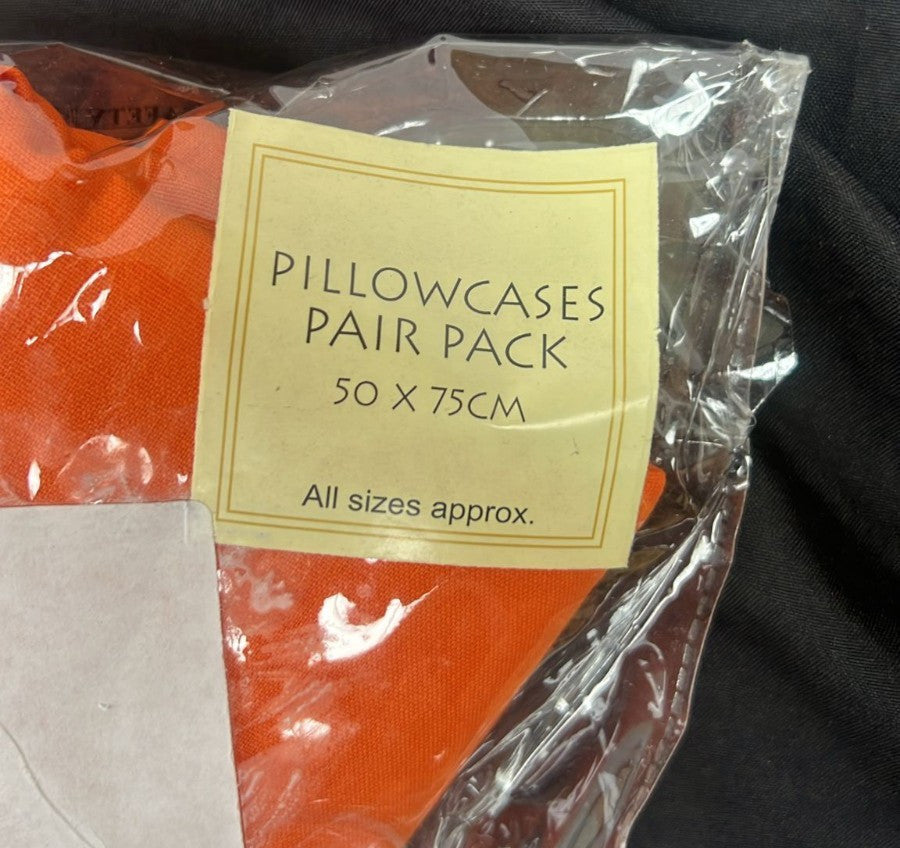 PILLOWCASES
PAIR PACK
50 X 75CM
All sizes approx.